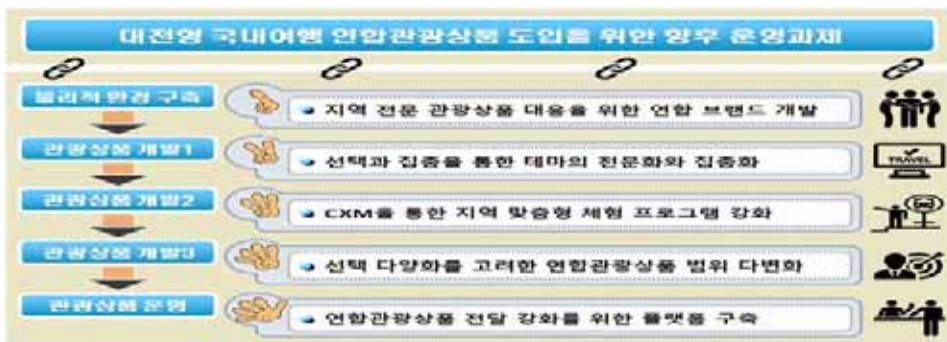 대전형 국내여행 연합관광상품 도입을 위한 향후 운영과제
물리적 환경 구축
지역 전문 관광상품 대응을 위한 연합 브랜드 개발
관광상품 개발1
선택과 집중을 통한 테마의 전문화와 집중화
TRAVEL
관광상품 개발2
CXM을 통한 지역 맞춤형 체험 프로그램 강화
관광상품 개발3
선택 다양화를 고려한 연합관광상품 범위 다변화
관광상품 운영
연합관광상품 전달 강화를 위한 플랫폼 구축